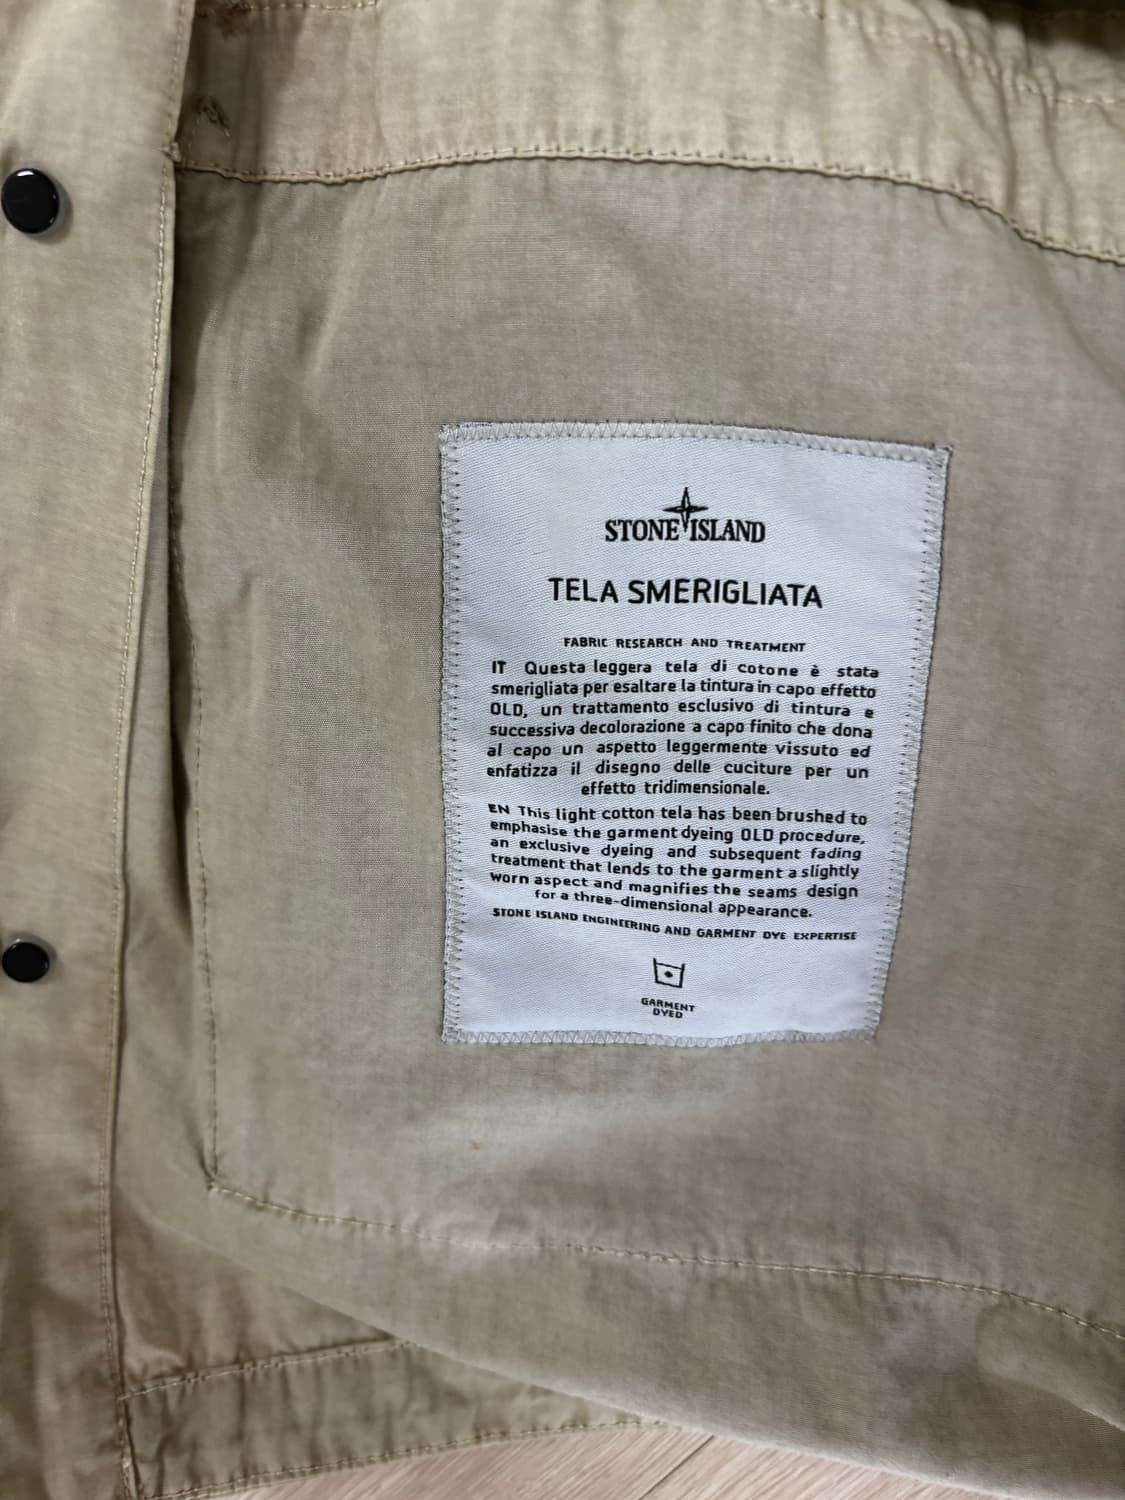 STONE ISLAND
TELA SMERIGLIATA
FABRIC RESEARCH AND TREATMENT
IT Questa leggera tela di cotone è stata
smerigliata per esaltare la tintura in capo effetto
OLD, un trattamento esclusivo di tintura e
successiva decolorazione a capo finito che dona
al capo un aspetto leggermente vissuto ed
enfatizza il disegno delle cuciture per un
effetto tridimensionale.
EN This light cotton tela has been brushed to
emphasise the garment dyeing OLD procedure,
an exclusive dyeing and subsequent fading
treatment that lends to the garment a slightly
worn aspect and magnifies the seams design
for a three-dimensional appearance.
STONE ISLAND ENGINEERING AND GARMENT DYE EXPERTISE
GARMENT
DYED